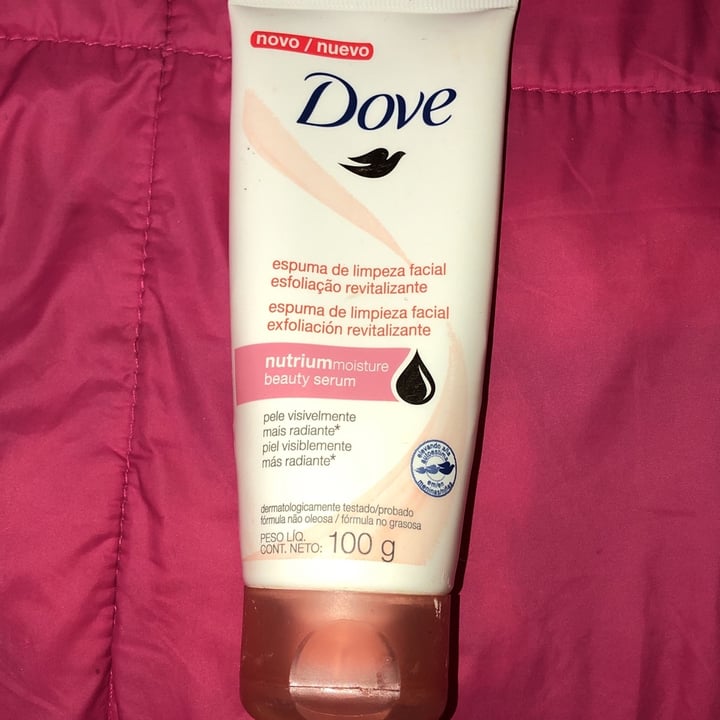 novo / nuevo
Dove
espuma de limpeza facial
esfoliação revitalizante
espuma de limpieza facial
exfoliación revitalizante
nutriummoisture
beauty serum
pele visivelmente
mais radiante*
piel visiblemente
más radiante*
dermatologicamente testado/probado
fórmula não oleosa / fórmula no grasosa
PESO LÍQ.
CONT. NETO: 100 g